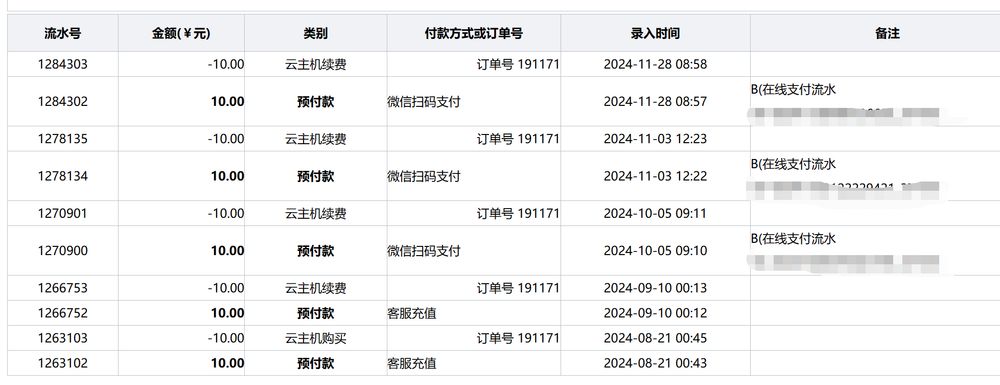 流水号 金额(￥元) 类别 付款方式或订单号 录入时间 备注
1284303 -10.00 云主机续费 订单号 191171 2024-11-28 08:58
1284302 10.00 预付款 微信扫码支付 2024-11-28 08:57 B(在线支付流水
1278135 -10.00 云主机续费 订单号 191171 2024-11-03 12:23
1278134 10.00 预付款 微信扫码支付 2024-11-03 12:22 B(在线支付流水
1270901 -10.00 云主机续费 订单号 191171 2024-10-05 09:11
1270900 10.00 预付款 微信扫码支付 2024-10-05 09:10 B(在线支付流水
1266753 -10.00 云主机续费 订单号 191171 2024-09-10 00:13
1266752 10.00 预付款 客服充值 2024-09-10 00:12
1263103 -10.00 云主机购买 订单号 191171 2024-08-21 00:45
1263102 10.00 预付款 客服充值 2024-08-21 00:43